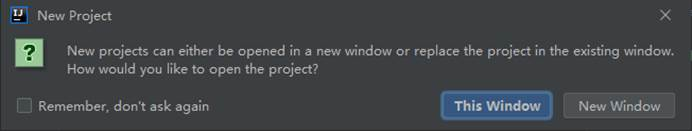 IJ
New Project
?
New projects can either be opened in a new window or replace the project in the existing window.
How would you like to open the project?
Remember, don't ask again
This Window
New Window